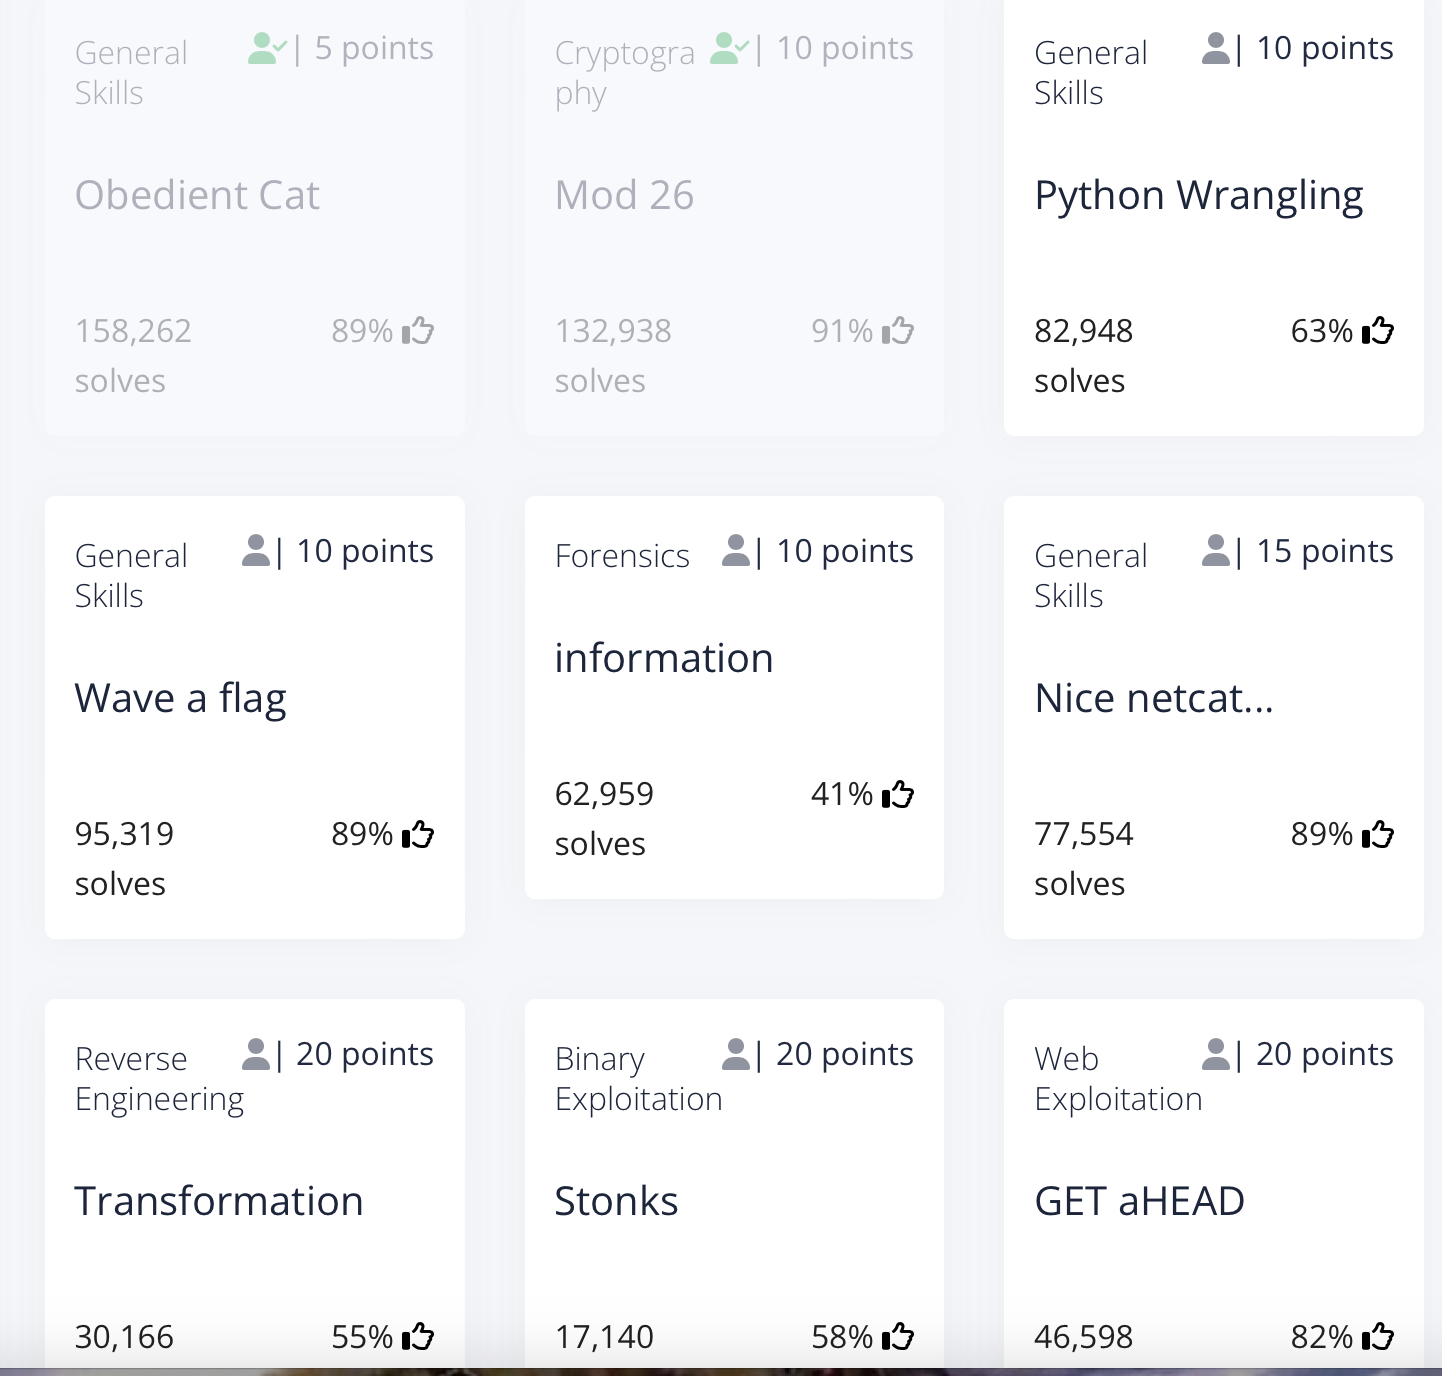 General Skills | 5 points
Obedient Cat
158,262 solves 89%
Cryptography | 10 points
Mod 26
132,938 solves 91%
General Skills | 10 points
Python Wrangling
82,948 solves 63%
General Skills | 10 points
Wave a flag
95,319 solves 89%
Forensics | 10 points
information
62,959 solves 41%
General Skills | 15 points
Nice netcat...
77,554 solves 89%
Reverse Engineering | 20 points
Transformation
30,166 55%
Binary Exploitation | 20 points
Stonks
17,140 58%
Web Exploitation | 20 points
GET aHEAD
46,598 82%